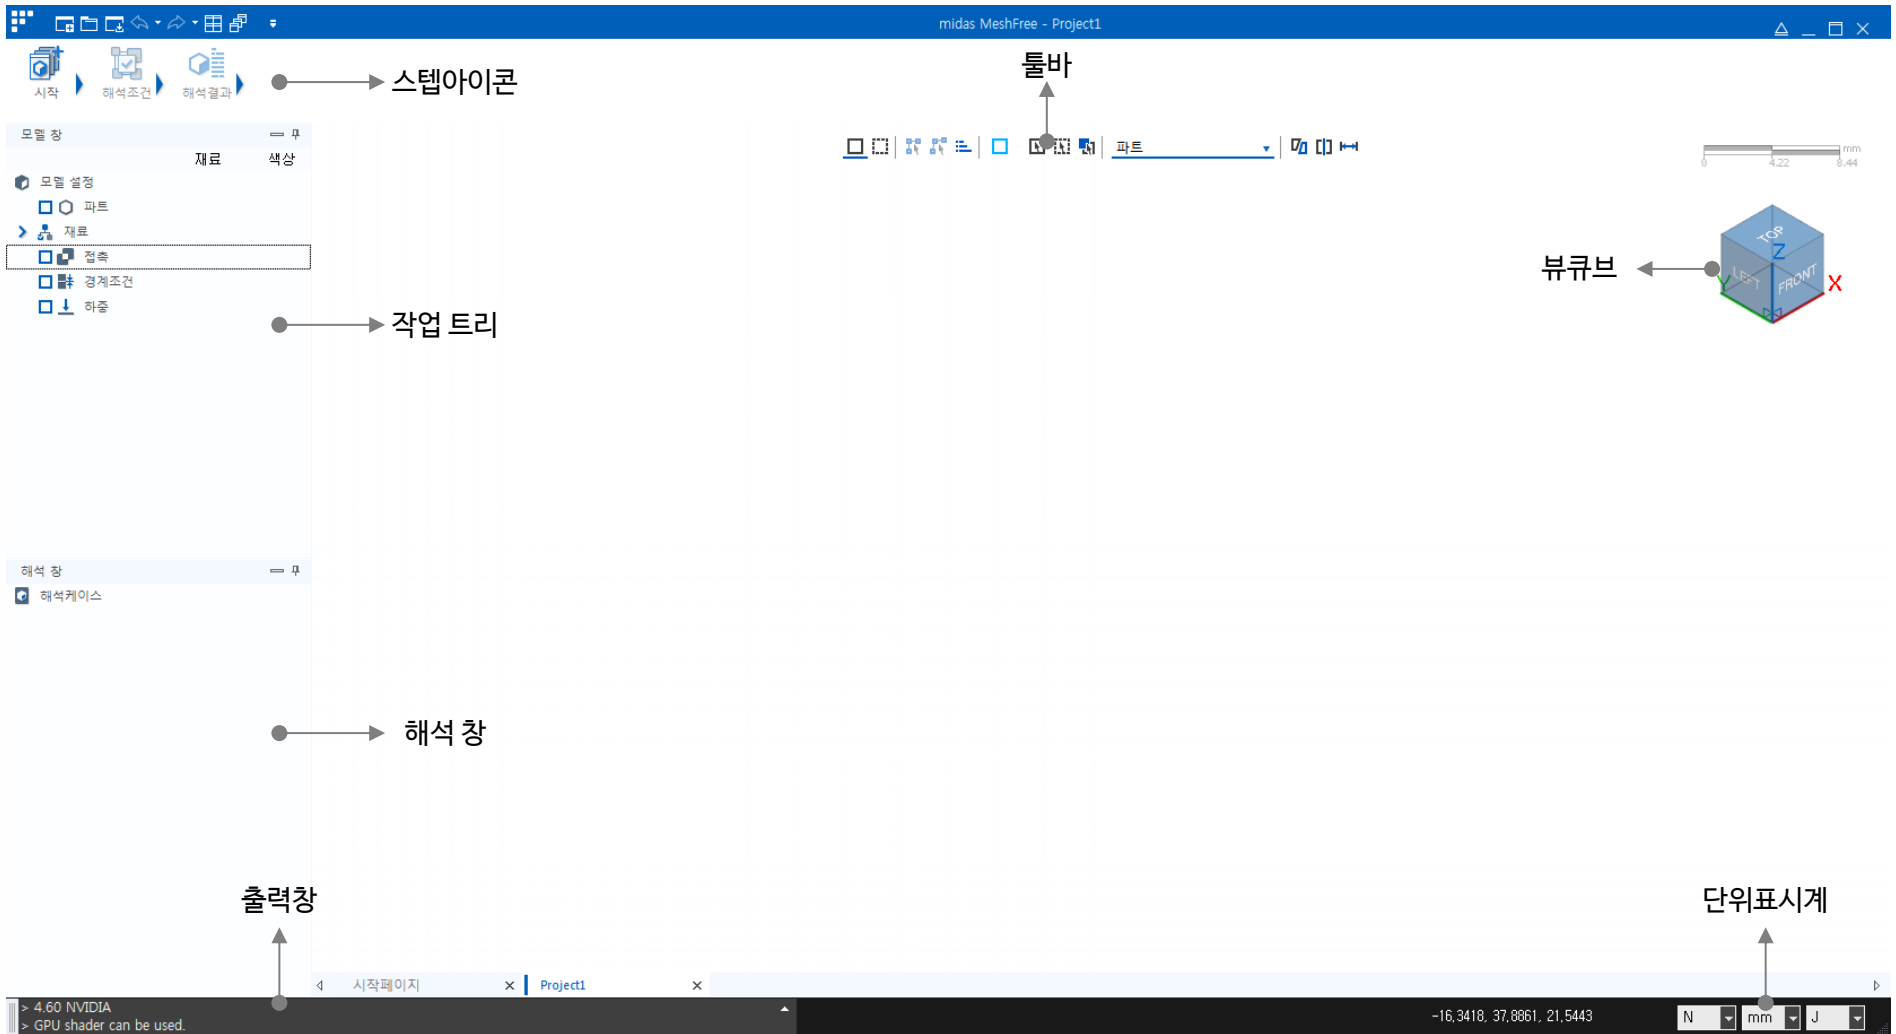 midas MeshFree - Project1
시작
해석조건
해석결과
스텝아이콘
툴바
모델 창
재료 색상
모델 설정
파트
재료
접촉
경계조건
하중
작업 트리
파트
mm
0 4.22 8.44
TOP
Z
LEFT
FRONT
Y
X
뷰큐브
해석 창
해석케이스
해석 창
출력창
단위표시계
시작페이지
Project1
> 4.60 NVIDIA
> GPU shader can be used.
-16,3418, 37,8861, 21,5443
N mm J